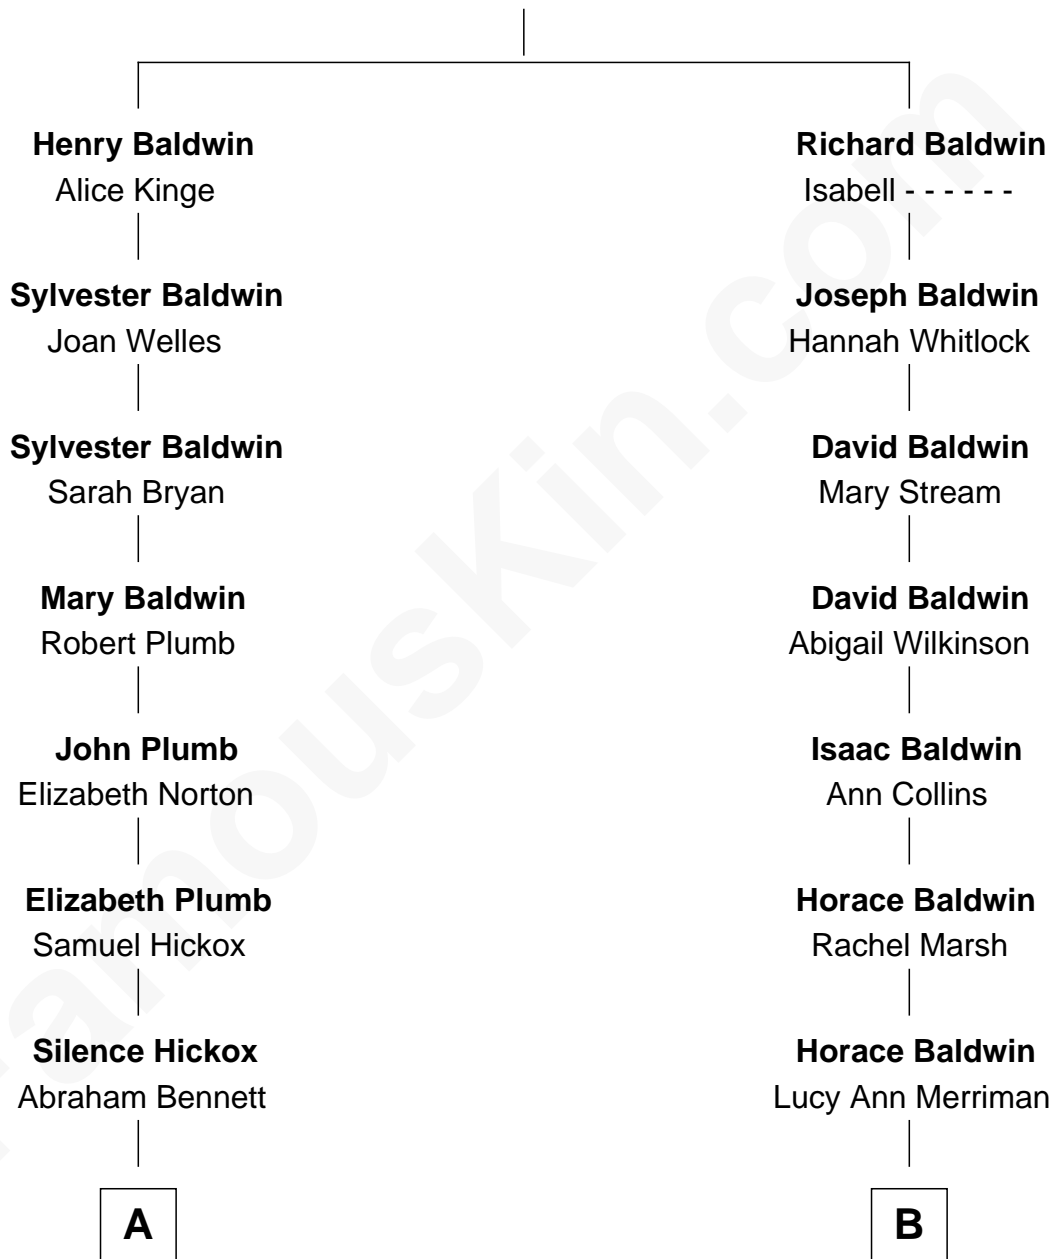 Henry Baldwin
Alice Kinge
Sylvester Baldwin
Joan Welles
Sylvester Baldwin
Sarah Bryan
Mary Baldwin
Robert Plumb
John Plumb
Elizabeth Norton
Elizabeth Plumb
Samuel Hickox
Silence Hickox
Abraham Bennett
A
Richard Baldwin
Isabell - - - - - -
Joseph Baldwin
Hannah Whitlock
David Baldwin
Mary Stream
David Baldwin
Abigail Wilkinson
Isaac Baldwin
Ann Collins
Horace Baldwin
Rachel Marsh
Horace Baldwin
Lucy Ann Merriman
B
FamousKin.com